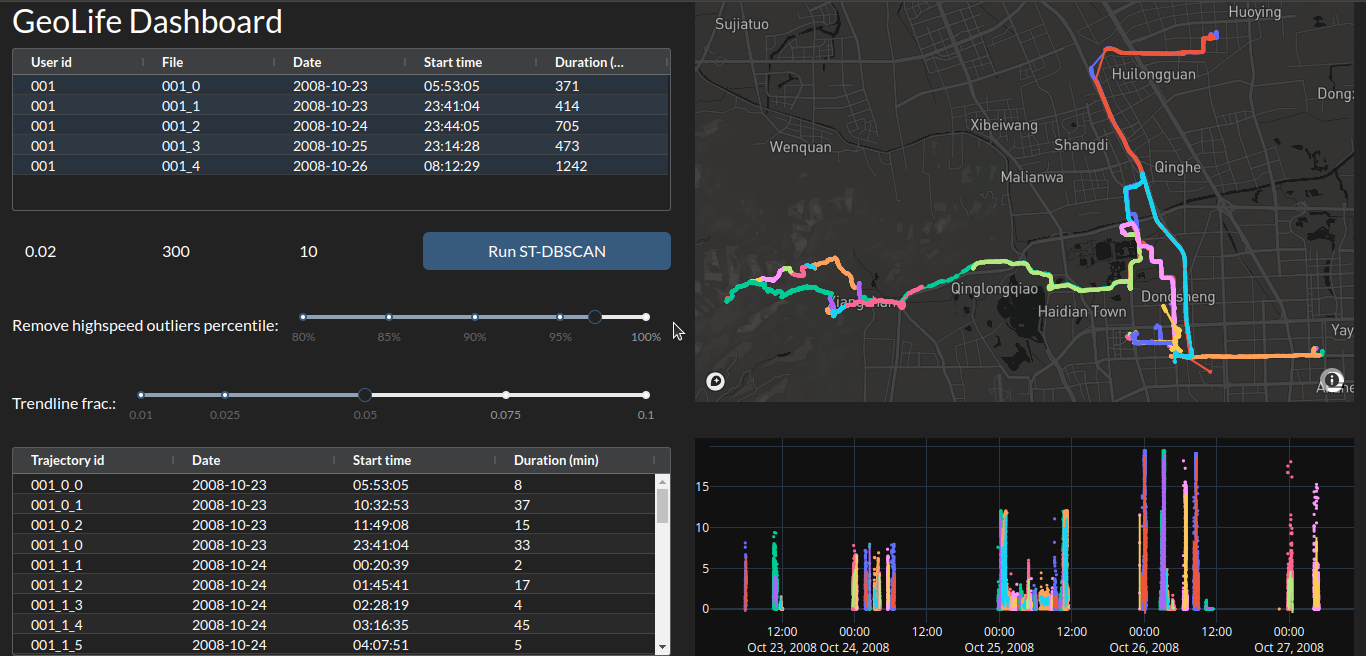 GeoLife Dashboard
User id File Date Start time Duration (...
001 001_0 2008-10-23 05:53:05 371
001 001_1 2008-10-23 23:41:04 414
001 001_2 2008-10-24 23:44:05 705
001 001_3 2008-10-25 23:14:28 473
001 001_4 2008-10-26 08:12:29 1242
0.02 300 10 Run ST-DBSCAN
Remove highspeed outliers percentile:
80% 85% 90% 95% 100%
Trendline frac.:
0.01 0.025 0.05 0.075 0.1
Trajectory id Date Start time Duration (min)
001_0_0 2008-10-23 05:53:05 8
001_0_1 2008-10-23 10:32:53 37
001_0_2 2008-10-23 11:49:08 15
001_1_0 2008-10-23 23:41:04 33
001_1_1 2008-10-24 00:20:39 2
001_1_2 2008-10-24 01:45:41 17
001_1_3 2008-10-24 02:28:19 4
001_1_4 2008-10-24 03:16:35 45
001_1_5 2008-10-24 04:07:51 5
Huoying
Sujiatuo
Huilongguan
Dong:
Xibeiwang
Wenquan
Shangdi
Qinghe
Malianwa
Qinglongqiao
Dongsheng
Haidian Town
Yay
15
10
5
0
12:00 00:00 12:00 00:00 12:00 00:00 12:00 00:00
Oct 23, 2008 Oct 24, 2008 Oct 25, 2008 Oct 26, 2008 Oct 27, 2008